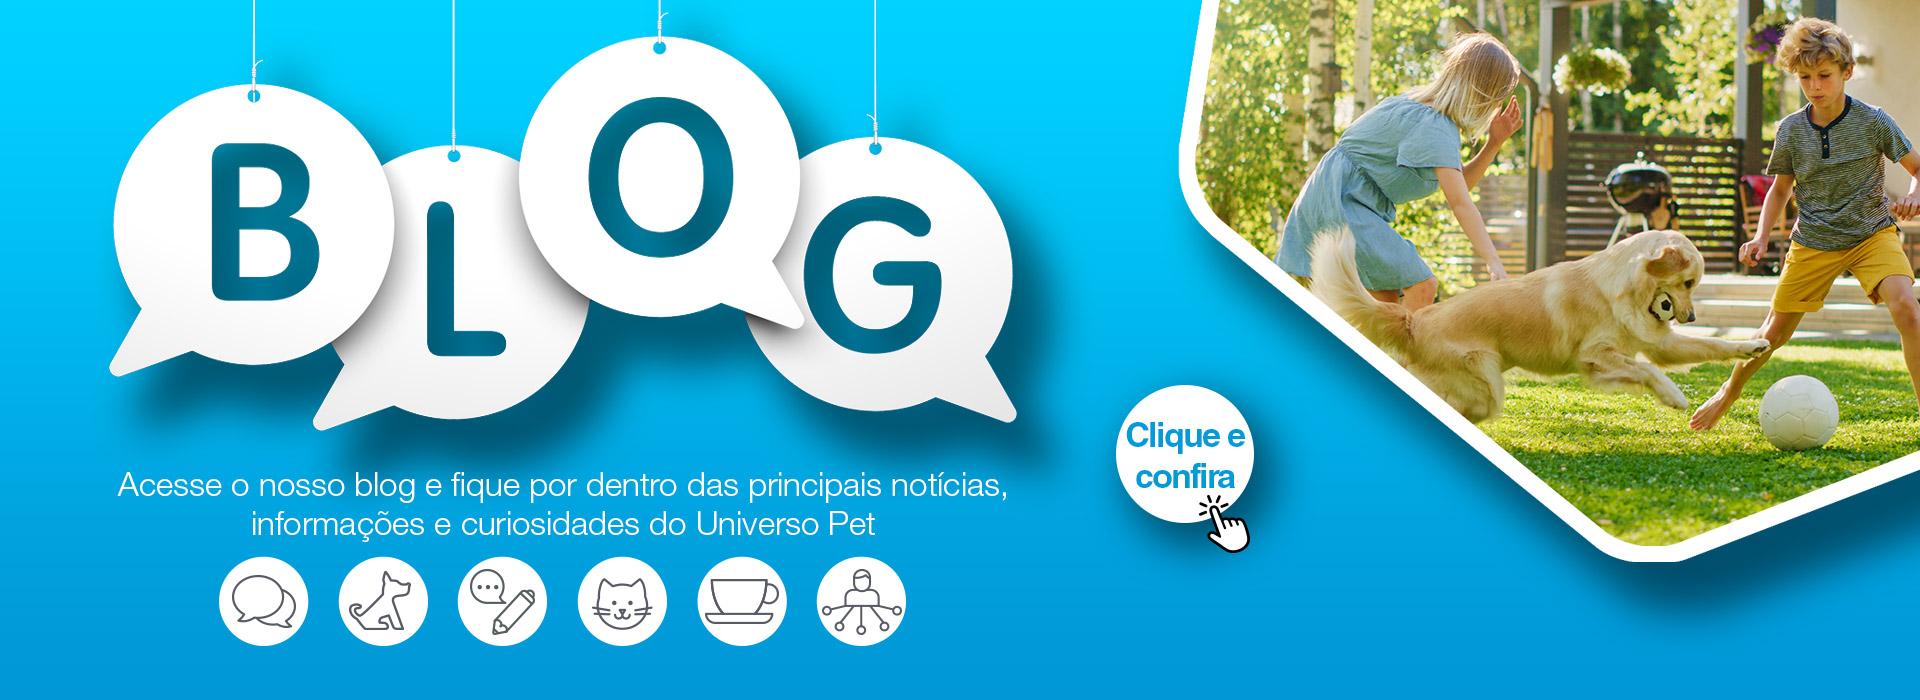 BLOG
Acesse o nosso blog e fique por dentro das principais notícias,
informações e curiosidades do Universo Pet
Clique e
confira